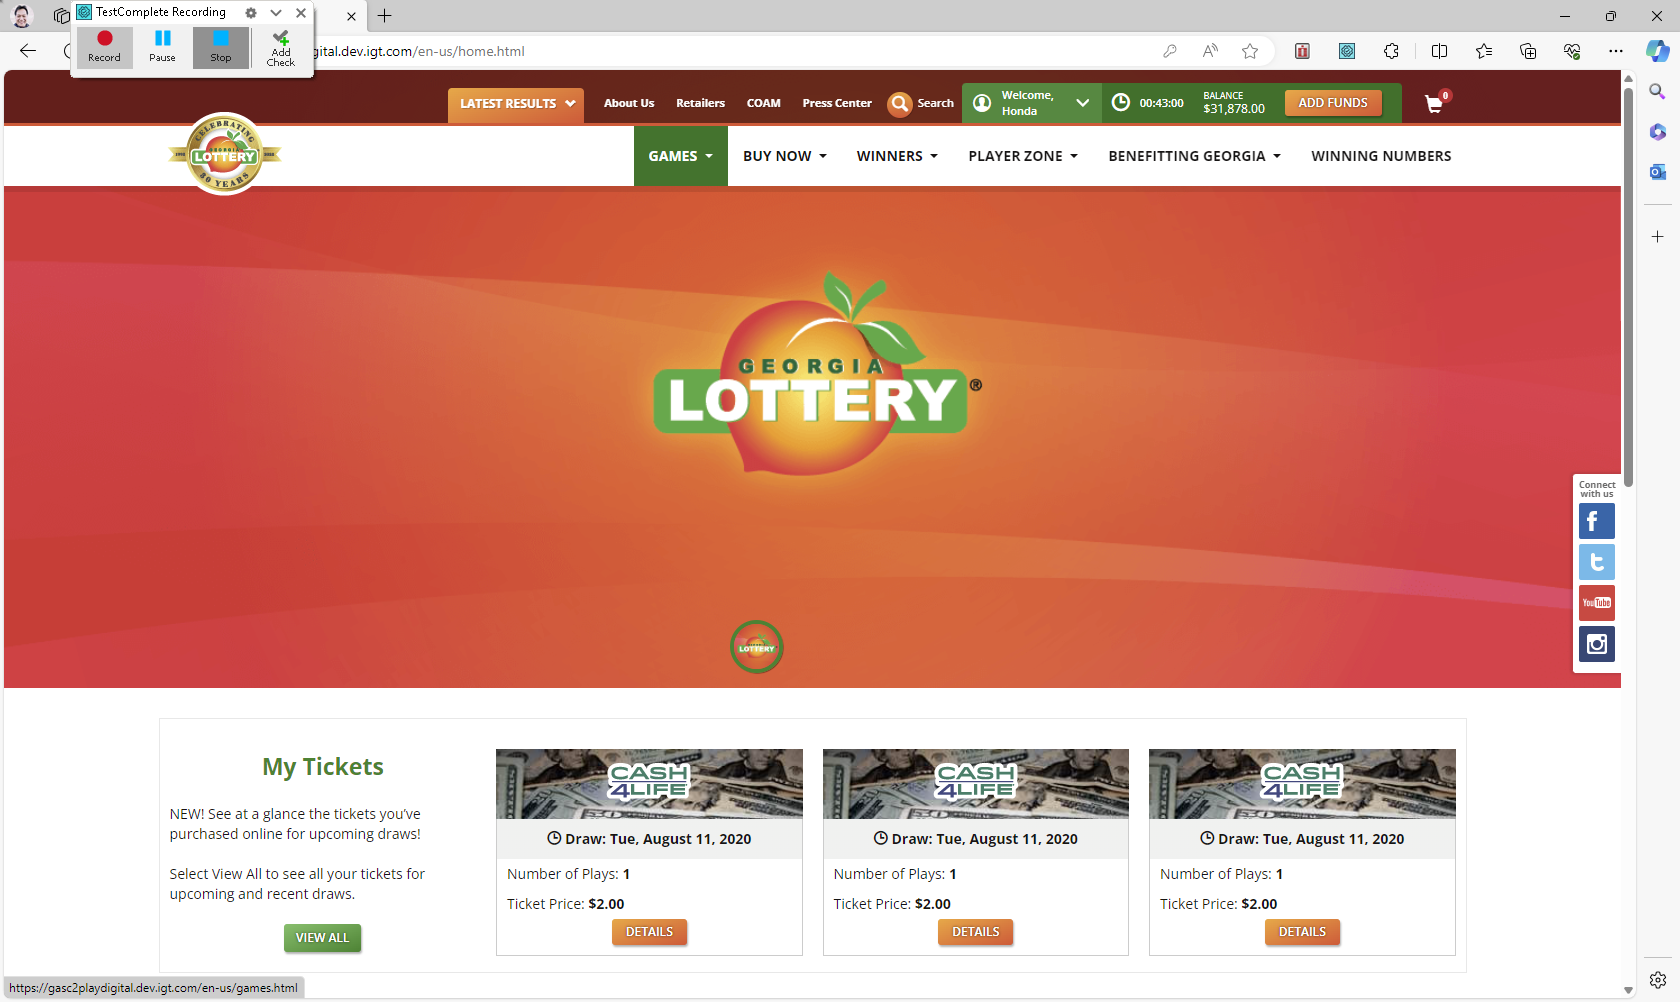 TestComplete Recording
Record
Pause
Stop
Add
Check
gital.dev.igt.com/en-us/home.html
LATEST RESULTS
About Us
Retailers
COAM
Press Center
Search
Welcome,
Honda
00:43:00
BALANCE
$31,878.00
ADD FUNDS
0
CELEBRATING
GEORGIA
LOTTERY
30 YEARS
GAMES
BUY NOW
WINNERS
PLAYER ZONE
BENEFITTING GEORGIA
WINNING NUMBERS
GEORGIA
LOTTERY®
Connect
with us
f
t
YouTube
LOTTERY
My Tickets
NEW! See at a glance the tickets you've
purchased online for upcoming draws!
Select View All to see all your tickets for
upcoming and recent draws.
VIEW ALL
CASH
4LIFE
Draw: Tue, August 11, 2020
Number of Plays: 1
Ticket Price: $2.00
DETAILS
CASH
4LIFE
Draw: Tue, August 11, 2020
Number of Plays: 1
Ticket Price: $2.00
DETAILS
CASH
4LIFE
Draw: Tue, August 11, 2020
Number of Plays: 1
Ticket Price: $2.00
DETAILS
https://gasc2playdigital.dev.igt.com/en-us/games.html